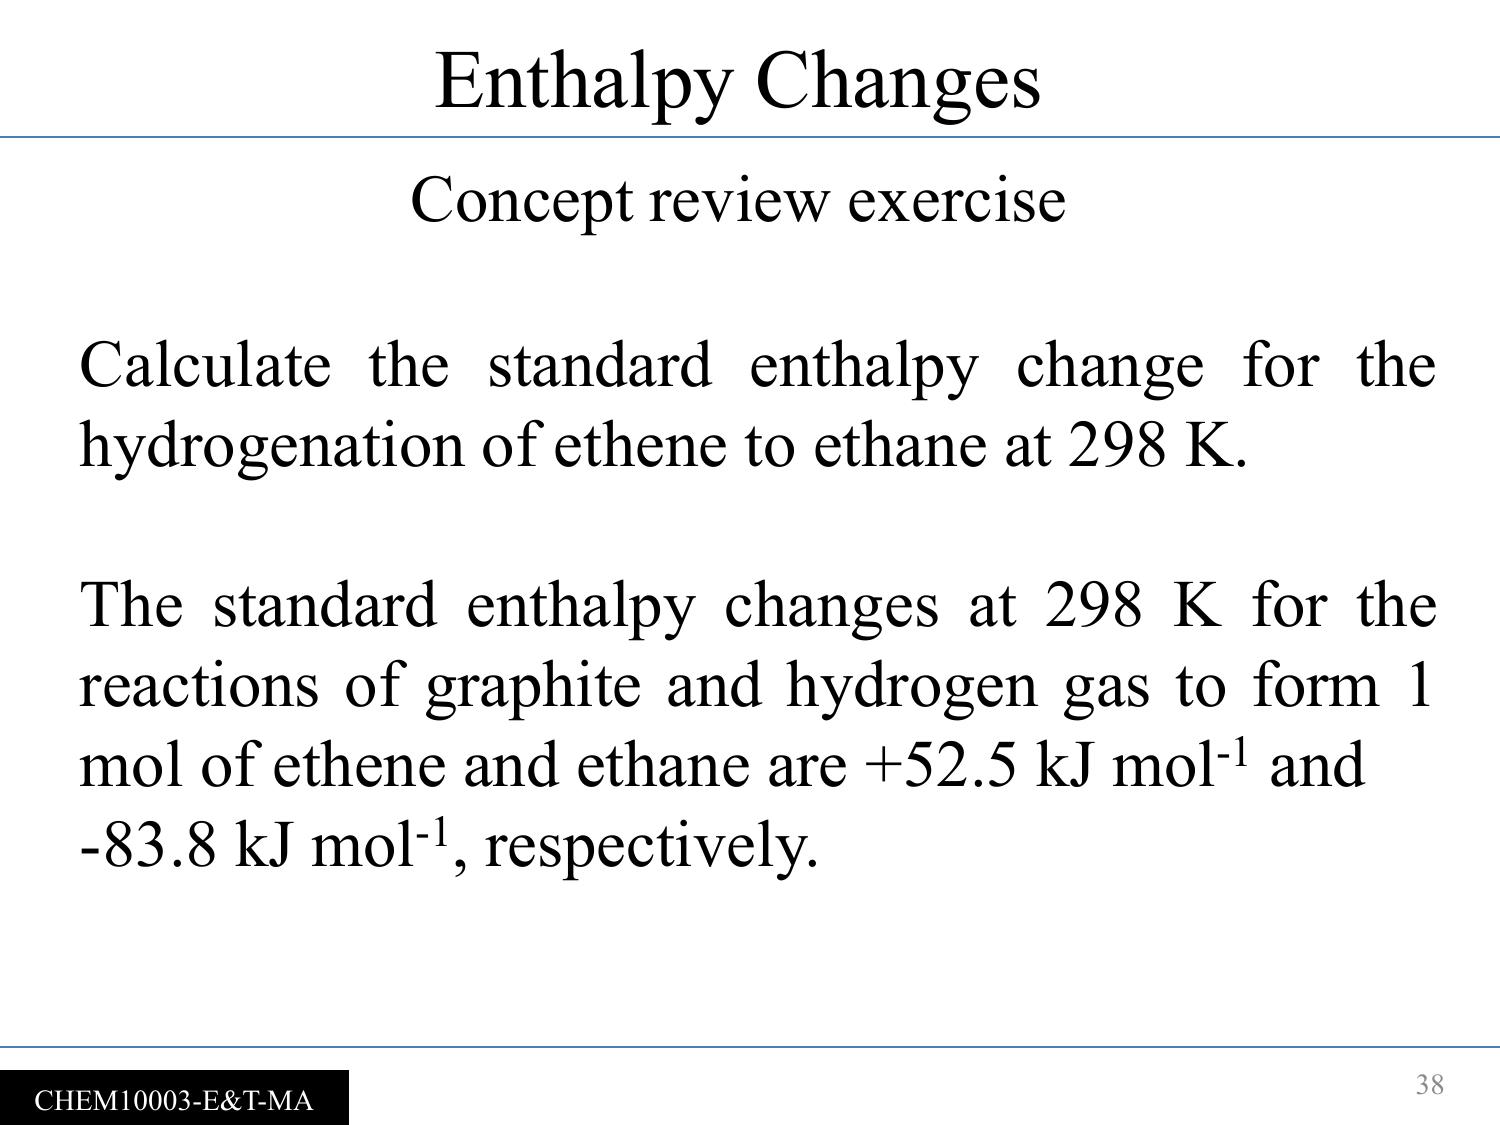 Enthalpy Changes
Concept review exercise
Calculate the standard enthalpy change for the
hydrogenation of ethene to ethane at 298 K.
The standard enthalpy changes at 298 K for the
reactions of graphite and hydrogen gas to form 1
mol of ethene and ethane are +52.5 kJ mol⁻¹ and
-83.8 kJ mol⁻¹, respectively.
CHEM10003-E&T-MA
38